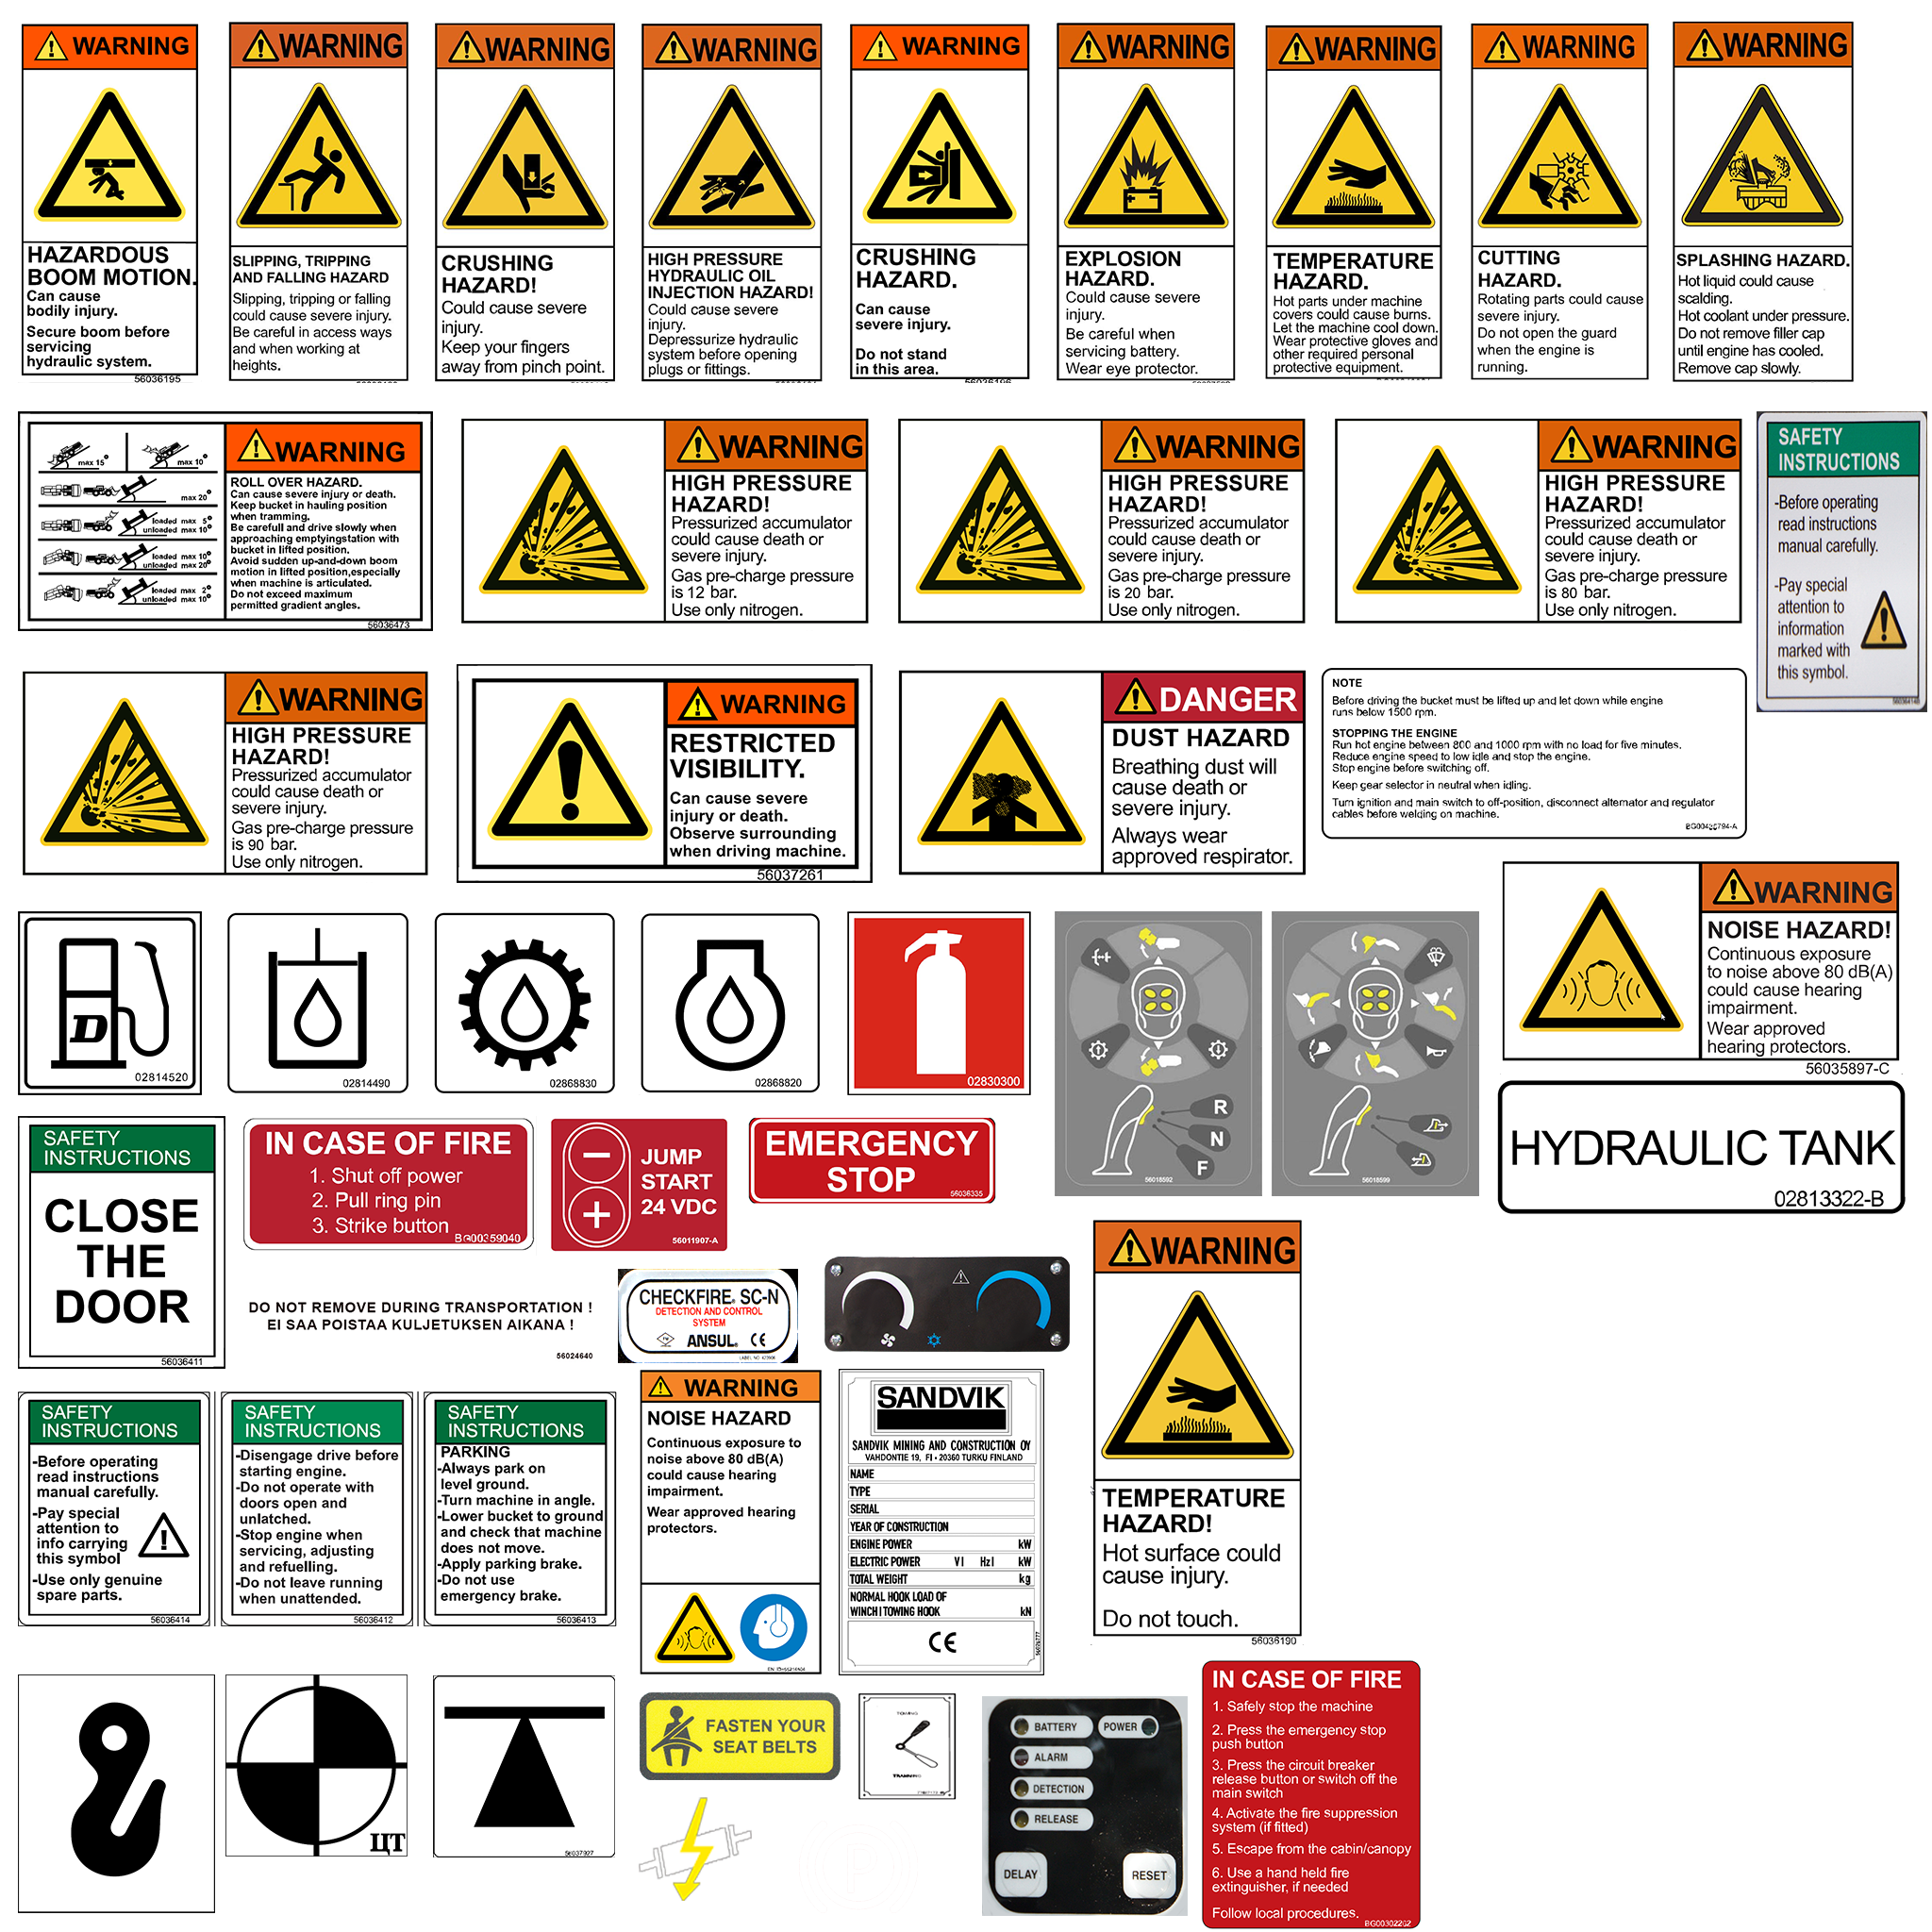 WARNING
HAZARDOUS
BOOM MOTION.
Can cause
bodily injury.
Secure boom before
servicing
hydraulic system.
56036195
WARNING
SLIPPING, TRIPPING
AND FALLING HAZARD
Slipping, tripping or falling
could cause severe injury.
Be careful in access ways
and when working at
heights.
WARNING
CRUSHING
HAZARD!
Could cause severe
injury.
Keep your fingers
away from pinch point.
WARNING
HIGH PRESSURE
HYDRAULIC OIL
INJECTION HAZARD!
Could cause severe
injury.
Depressurize hydraulic
system before opening
plugs or fittings.
WARNING
CRUSHING
HAZARD.
Can cause
severe injury.
Do not stand
in this area.
56036196
WARNING
EXPLOSION
HAZARD.
Could cause severe
injury.
Be careful when
servicing battery.
Wear eye protector.
WARNING
TEMPERATURE
HAZARD.
Hot parts under machine
covers could cause burns.
Let the machine cool down.
Wear protective gloves and
other required personal
protective equipment.
WARNING
CUTTING
HAZARD.
Rotating parts could cause
severe injury.
Do not open the guard
when the engine is
running.
WARNING
SPLASHING HAZARD.
Hot liquid could cause
scalding.
Hot coolant under pressure.
Do not remove filler cap
until engine has cooled.
Remove cap slowly.
max 15°
max 10°
max 20°
loaded max 5°
unloaded max 10°
loaded max 10°
unloaded max 20°
loaded max 2°
unloaded max 10°
WARNING
ROLL OVER HAZARD.
Can cause severe injury or death.
Keep bucket in hauling position
when tramming.
Be carefull and drive slowly when
approaching emptyingstation with
bucket in lifted position.
Avoid sudden up-and-down boom
motion in lifted position,especially
when machine is articulated.
Do not exceed maximum
permitted gradient angles.
56036473
WARNING
HIGH PRESSURE
HAZARD!
Pressurized accumulator
could cause death or
severe injury.
Gas pre-charge pressure
is 12 bar.
Use only nitrogen.
WARNING
HIGH PRESSURE
HAZARD!
Pressurized accumulator
could cause death or
severe injury.
Gas pre-charge pressure
is 20 bar.
Use only nitrogen.
WARNING
HIGH PRESSURE
HAZARD!
Pressurized accumulator
could cause death or
severe injury.
Gas pre-charge pressure
is 80 bar.
Use only nitrogen.
SAFETY
INSTRUCTIONS
-Before operating
read instructions
manual carefully.
-Pay special
attention to
information
marked with
this symbol.
WARNING
HIGH PRESSURE
HAZARD!
Pressurized accumulator
could cause death or
severe injury.
Gas pre-charge pressure
is 90 bar.
Use only nitrogen.
WARNING
RESTRICTED
VISIBILITY.
Can cause severe
injury or death.
Observe surrounding
when driving machine.
56037261
DANGER
DUST HAZARD
Breathing dust will
cause death or
severe injury.
Always wear
approved respirator.
NOTE
Before driving the bucket must be lifted up and let down while engine
runs below 1500 rpm.
STOPPING THE ENGINE
Run hot engine between 800 and 1000 rpm with no load for five minutes.
Reduce engine speed to low idle and stop the engine.
Stop engine before switching off.
Keep gear selector in neutral when idling.
Turn ignition and main switch to off-position, disconnect alternator and regulator
cables before welding on machine.
WARNING
NOISE HAZARD!
Continuous exposure
to noise above 80 dB(A)
could cause hearing
impairment.
Wear approved
hearing protectors.
56035897-C
D
02814520
02814490
02868830
02868820
02830300
R
N
F
56018592
56018599
HYDRAULIC TANK
02813322-B
SAFETY
INSTRUCTIONS
CLOSE
THE
DOOR
56036411
IN CASE OF FIRE
1. Shut off power
2. Pull ring pin
3. Strike button
BG00359040
JUMP
START
24 VDC
56011907-A
EMERGENCY
STOP
56036335
DO NOT REMOVE DURING TRANSPORTATION !
EI SAA POISTAA KULJETUKSEN AIKANA !
56024640
CHECKFIRE® SC-N
DETECTION AND CONTROL
SYSTEM
ANSUL® CE
WARNING
TEMPERATURE
HAZARD!
Hot surface could
cause injury.
Do not touch.
56036190
SAFETY
INSTRUCTIONS
-Before operating
read instructions
manual carefully.
-Pay special
attention to
info carrying
this symbol
-Use only genuine
spare parts.
56036414
SAFETY
INSTRUCTIONS
-Disengage drive before
starting engine.
-Do not operate with
doors open and
unlatched.
-Stop engine when
servicing, adjusting
and refuelling.
-Do not leave running
when unattended.
56036412
SAFETY
INSTRUCTIONS
PARKING
-Always park on
level ground.
-Turn machine in angle.
-Lower bucket to ground
and check that machine
does not move.
-Apply parking brake.
-Do not use
emergency brake.
56036413
WARNING
NOISE HAZARD
Continuous exposure to
noise above 80 dB(A)
could cause hearing
impairment.
Wear approved hearing
protectors.
SANDVIK
SANDVIK MINING AND CONSTRUCTION OY
VAHDONTIE 19, FI - 20360 TURKU FINLAND
NAME
TYPE
SERIAL
YEAR OF CONSTRUCTION
ENGINE POWER kW
ELECTRIC POWER V I Hz I kW
TOTAL WEIGHT kg
NORMAL HOOK LOAD OF
WINCH I TOWING HOOK kN
CE
ЦТ
56037927
FASTEN YOUR
SEAT BELTS
TOWING
TRAMMING
BATTERY
POWER
ALARM
DETECTION
RELEASE
DELAY
RESET
IN CASE OF FIRE
1. Safely stop the machine
2. Press the emergency stop
push button
3. Press the circuit breaker
release button or switch off the
main switch
4. Activate the fire suppression
system (if fitted)
5. Escape from the cabin/canopy
6. Use a hand held fire
extinguisher, if needed
Follow local procedures.
BG00302262